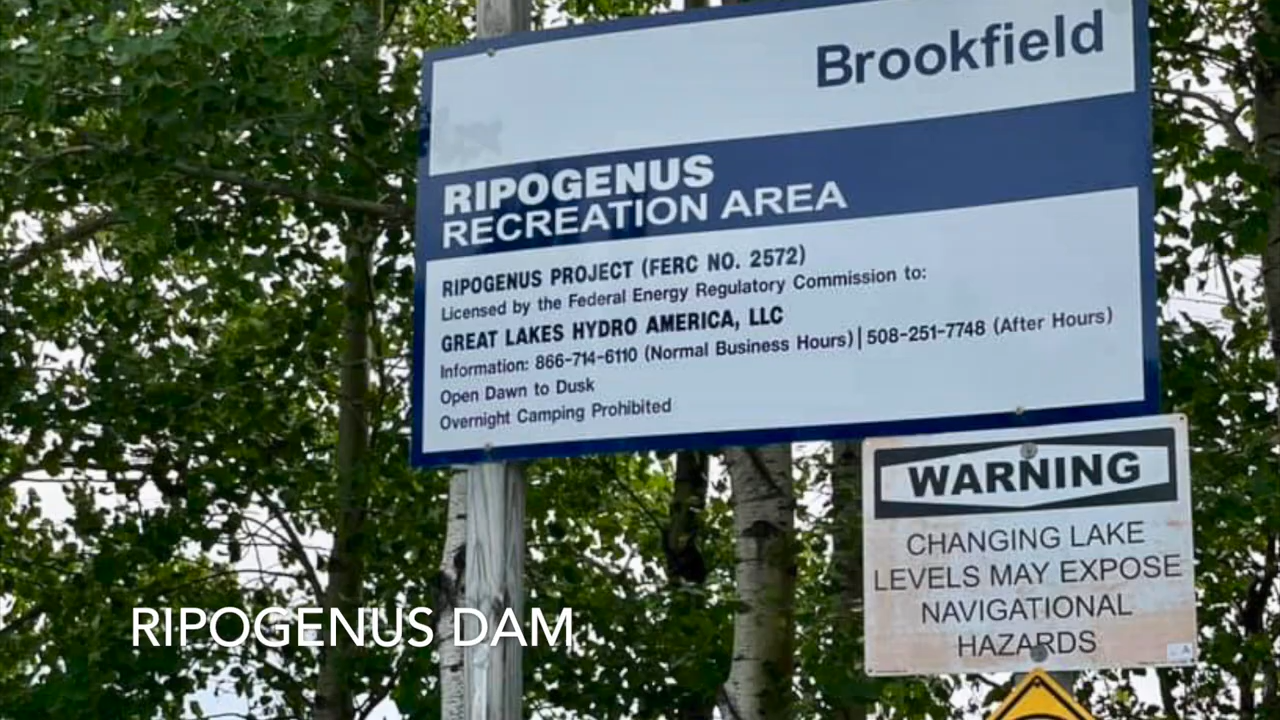 Brookfield
RIPOGENUS
RECREATION AREA
RIPOGENUS PROJECT (FERC NO. 2572)
Licensed by the Federal Energy Regulatory Commission to:
GREAT LAKES HYDRO AMERICA, LLC
Information: 866-714-6110 (Normal Business Hours) | 508-251-7748 (After Hours)
Open Dawn to Dusk
Overnight Camping Prohibited
WARNING
CHANGING LAKE
LEVELS MAY EXPOSE
NAVIGATIONAL
HAZARDS
RIPOGENUS DAM